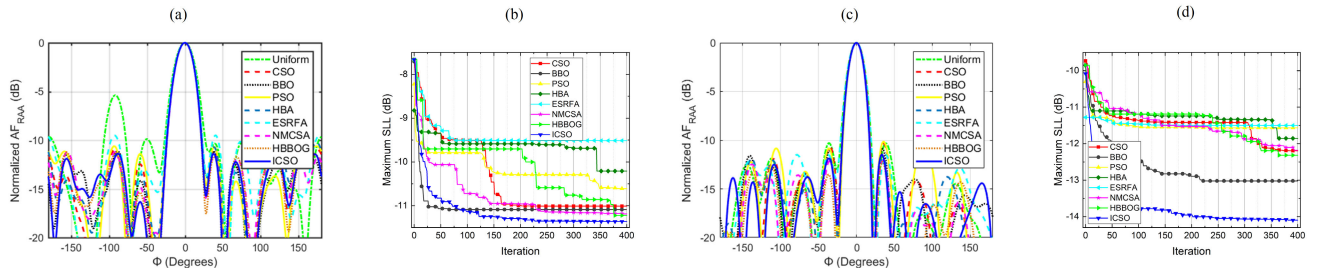 (a)
(b)
(c)
(d)
Normalized AF_RAA (dB)
0
-5
-10
-15
-20
-150
-100
-50
0
50
100
150
Φ (Degrees)
Uniform
CSO
BBO
PSO
HBA
ESRFA
NMCSA
HBBOG
ICSO
Maximum SLL (dB)
-8
-9
-10
-11
0
50
100
150
200
250
300
350
400
Iteration
CSO
BBO
PSO
HBA
ESRFA
NMCSA
HBBOG
ICSO
Normalized AF_RAA (dB)
0
-5
-10
-15
-20
-150
-100
-50
0
50
100
150
Φ (Degrees)
Uniform
CSO
BBO
PSO
HBA
ESRFA
NMCSA
HBBOG
ICSO
Maximum SLL (dB)
-10
-11
-12
-13
-14
0
50
100
150
200
250
300
350
400
Iteration
CSO
BBO
PSO
HBA
ESRFA
NMCSA
HBBOG
ICSO